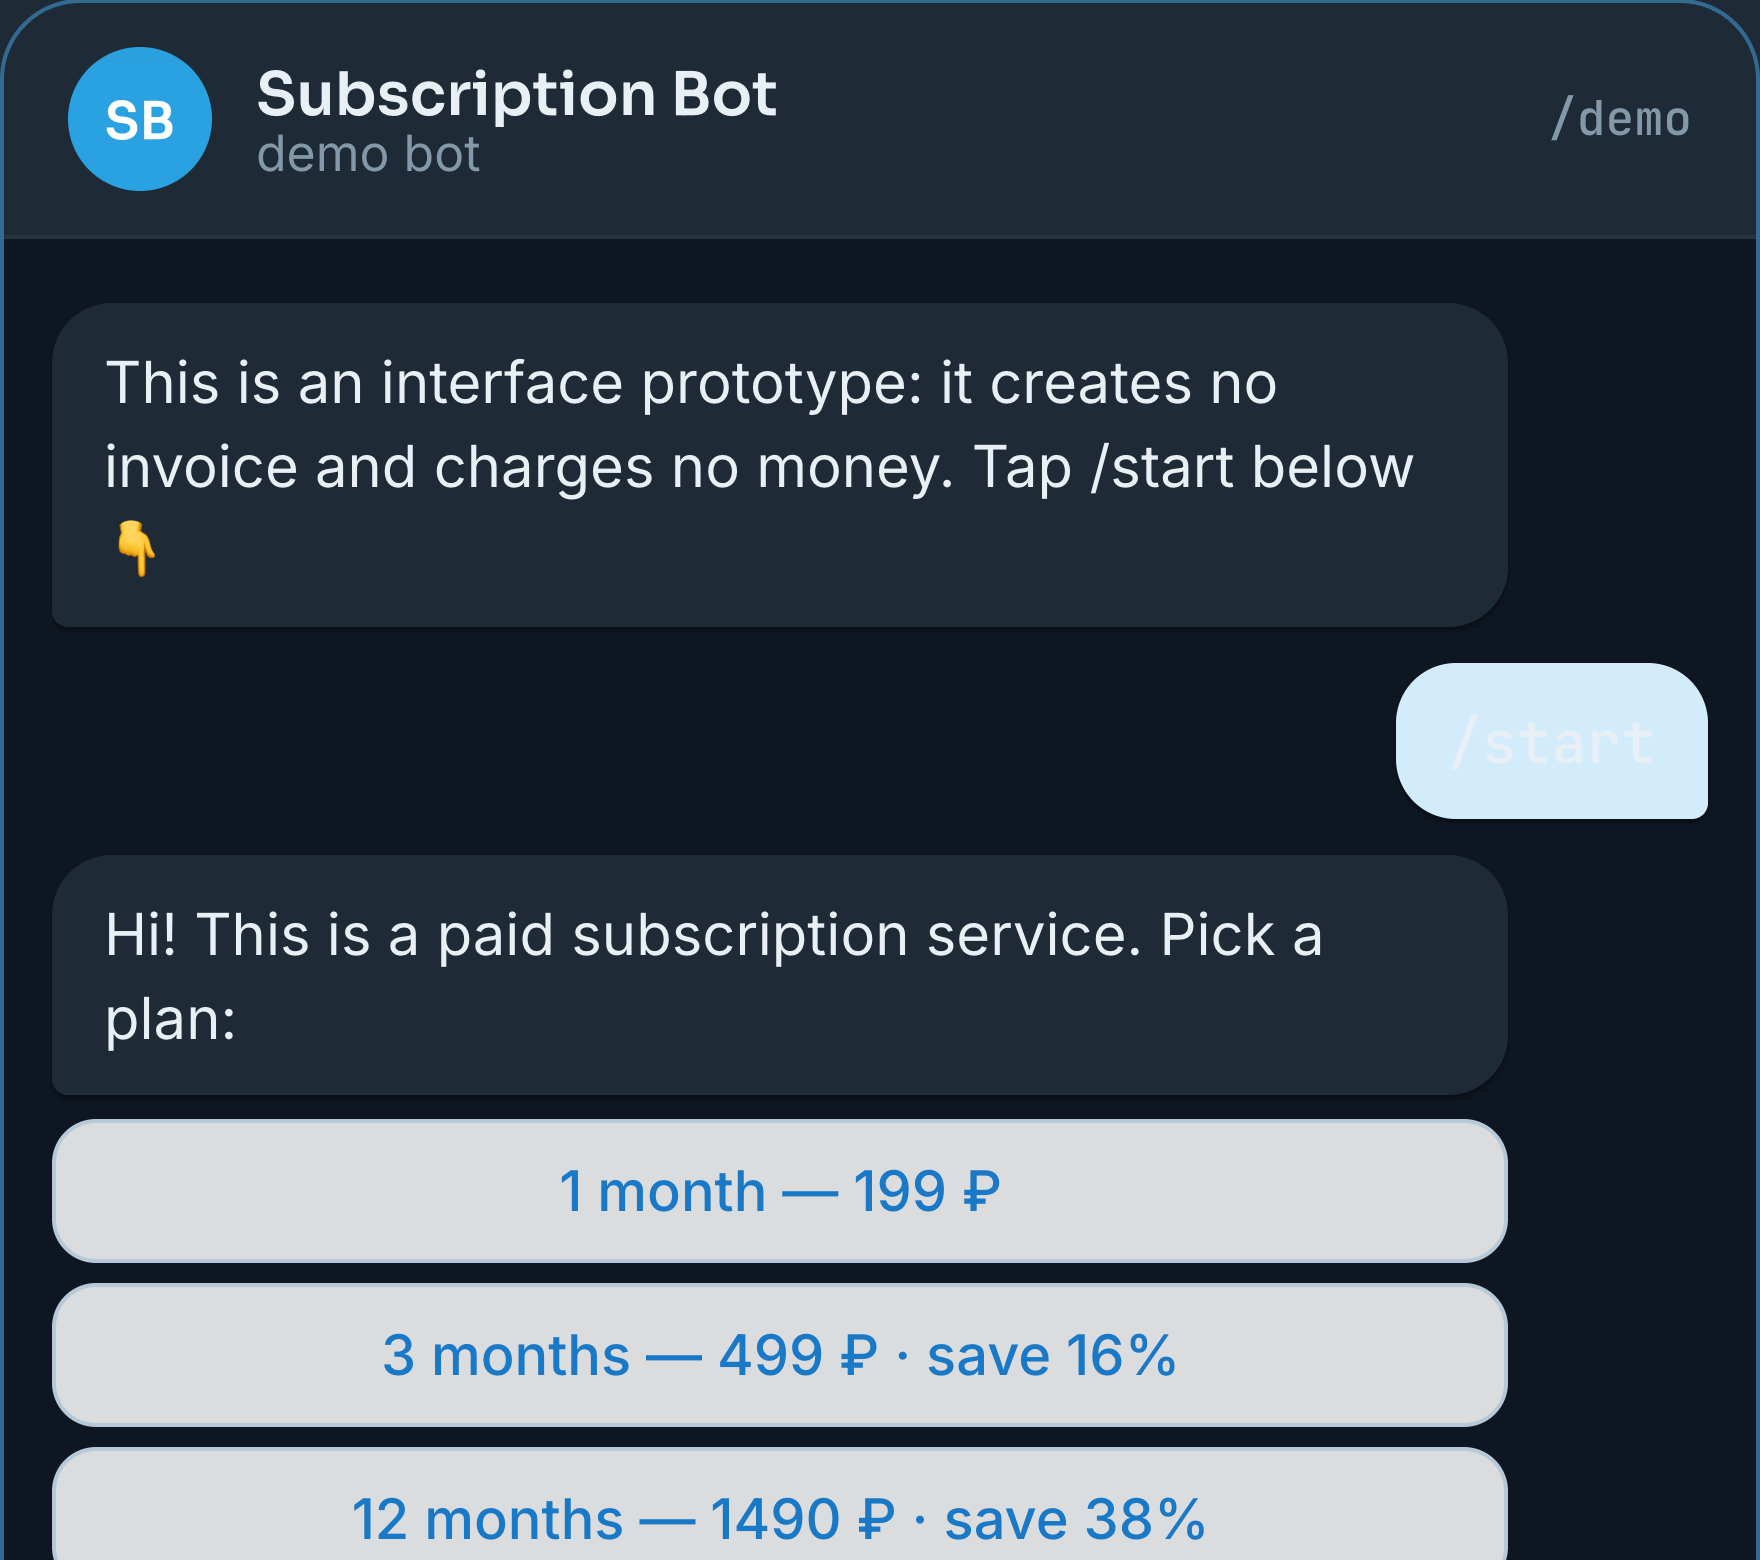 SB
Subscription Bot
demo bot
/demo
This is an interface prototype: it creates no
invoice and charges no money. Tap /start below
👇
/start
Hi! This is a paid subscription service. Pick a
plan:
1 month — 199 ₽
3 months — 499 ₽ · save 16%
12 months — 1490 ₽ · save 38%